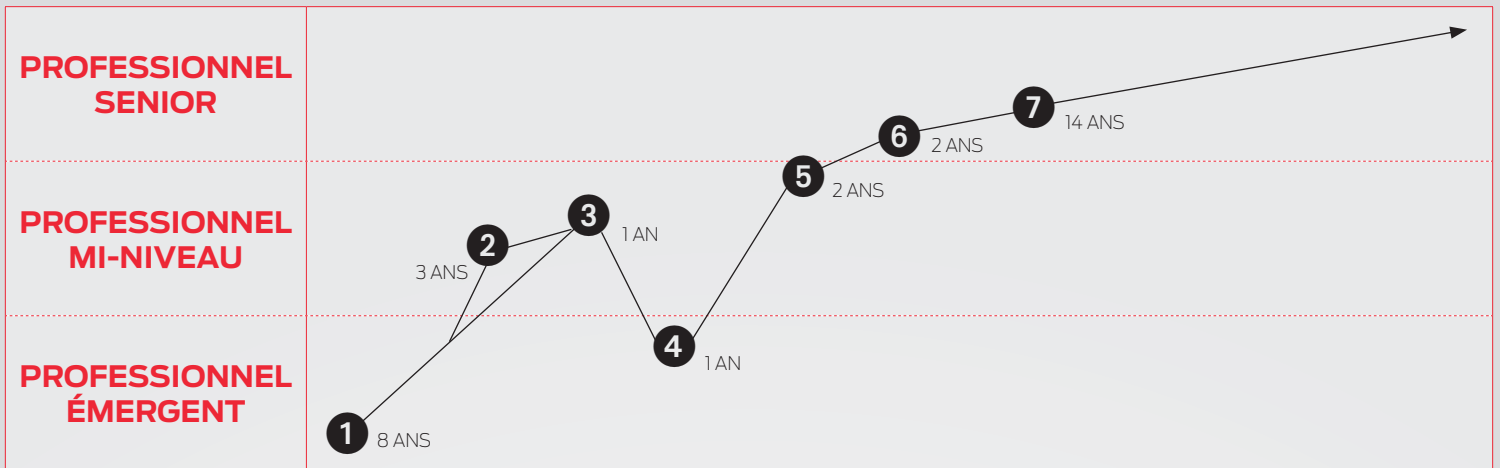 PROFESSIONNEL
SENIOR
7
14 ANS
6
2 ANS
PROFESSIONNEL
MI-NIVEAU
5
2 ANS
3
1 AN
2
3 ANS
PROFESSIONNEL
ÉMERGENT
4
1 AN
1
8 ANS